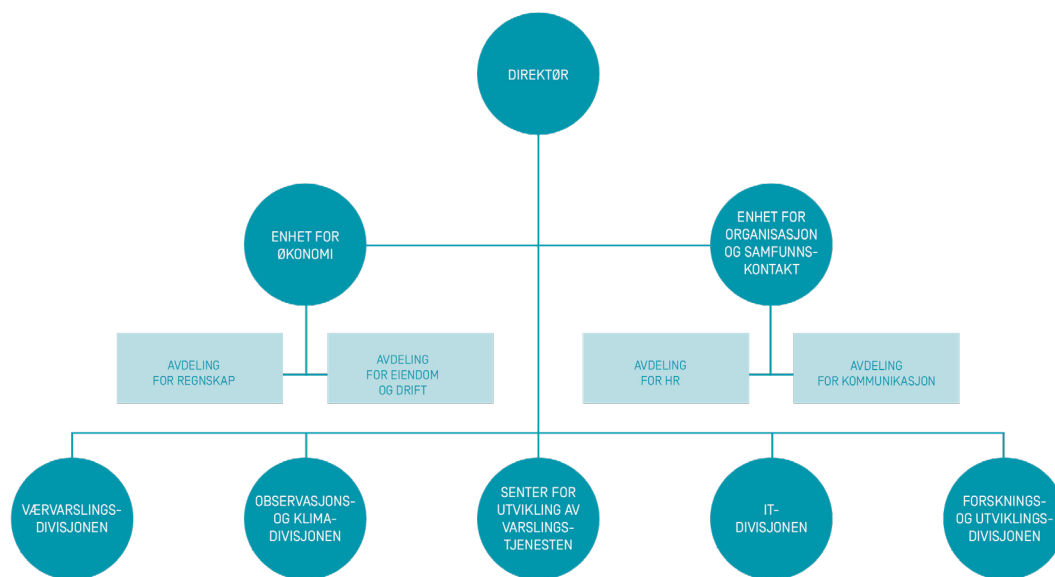 DIREKTØR
ENHET FOR
ØKONOMI
ENHET FOR
ORGANISASJON
OG SAMFUNNS-
KONTAKT
AVDELING
FOR REGNSKAP
AVDELING
FOR EIENDOM
OG DRIFT
AVDELING
FOR HR
AVDELING
FOR KOMMUNIKASJON
VÆRVARSLINGS-
DIVISJONEN
OBSERVASJONS-
OG KLIMA-
DIVISJONEN
SENTER FOR
UTVIKLING AV
VARSLINGS-
TJENESTEN
IT-
DIVISJONEN
FORSKNINGS-
OG UTVIKLINGS-
DIVISJONEN